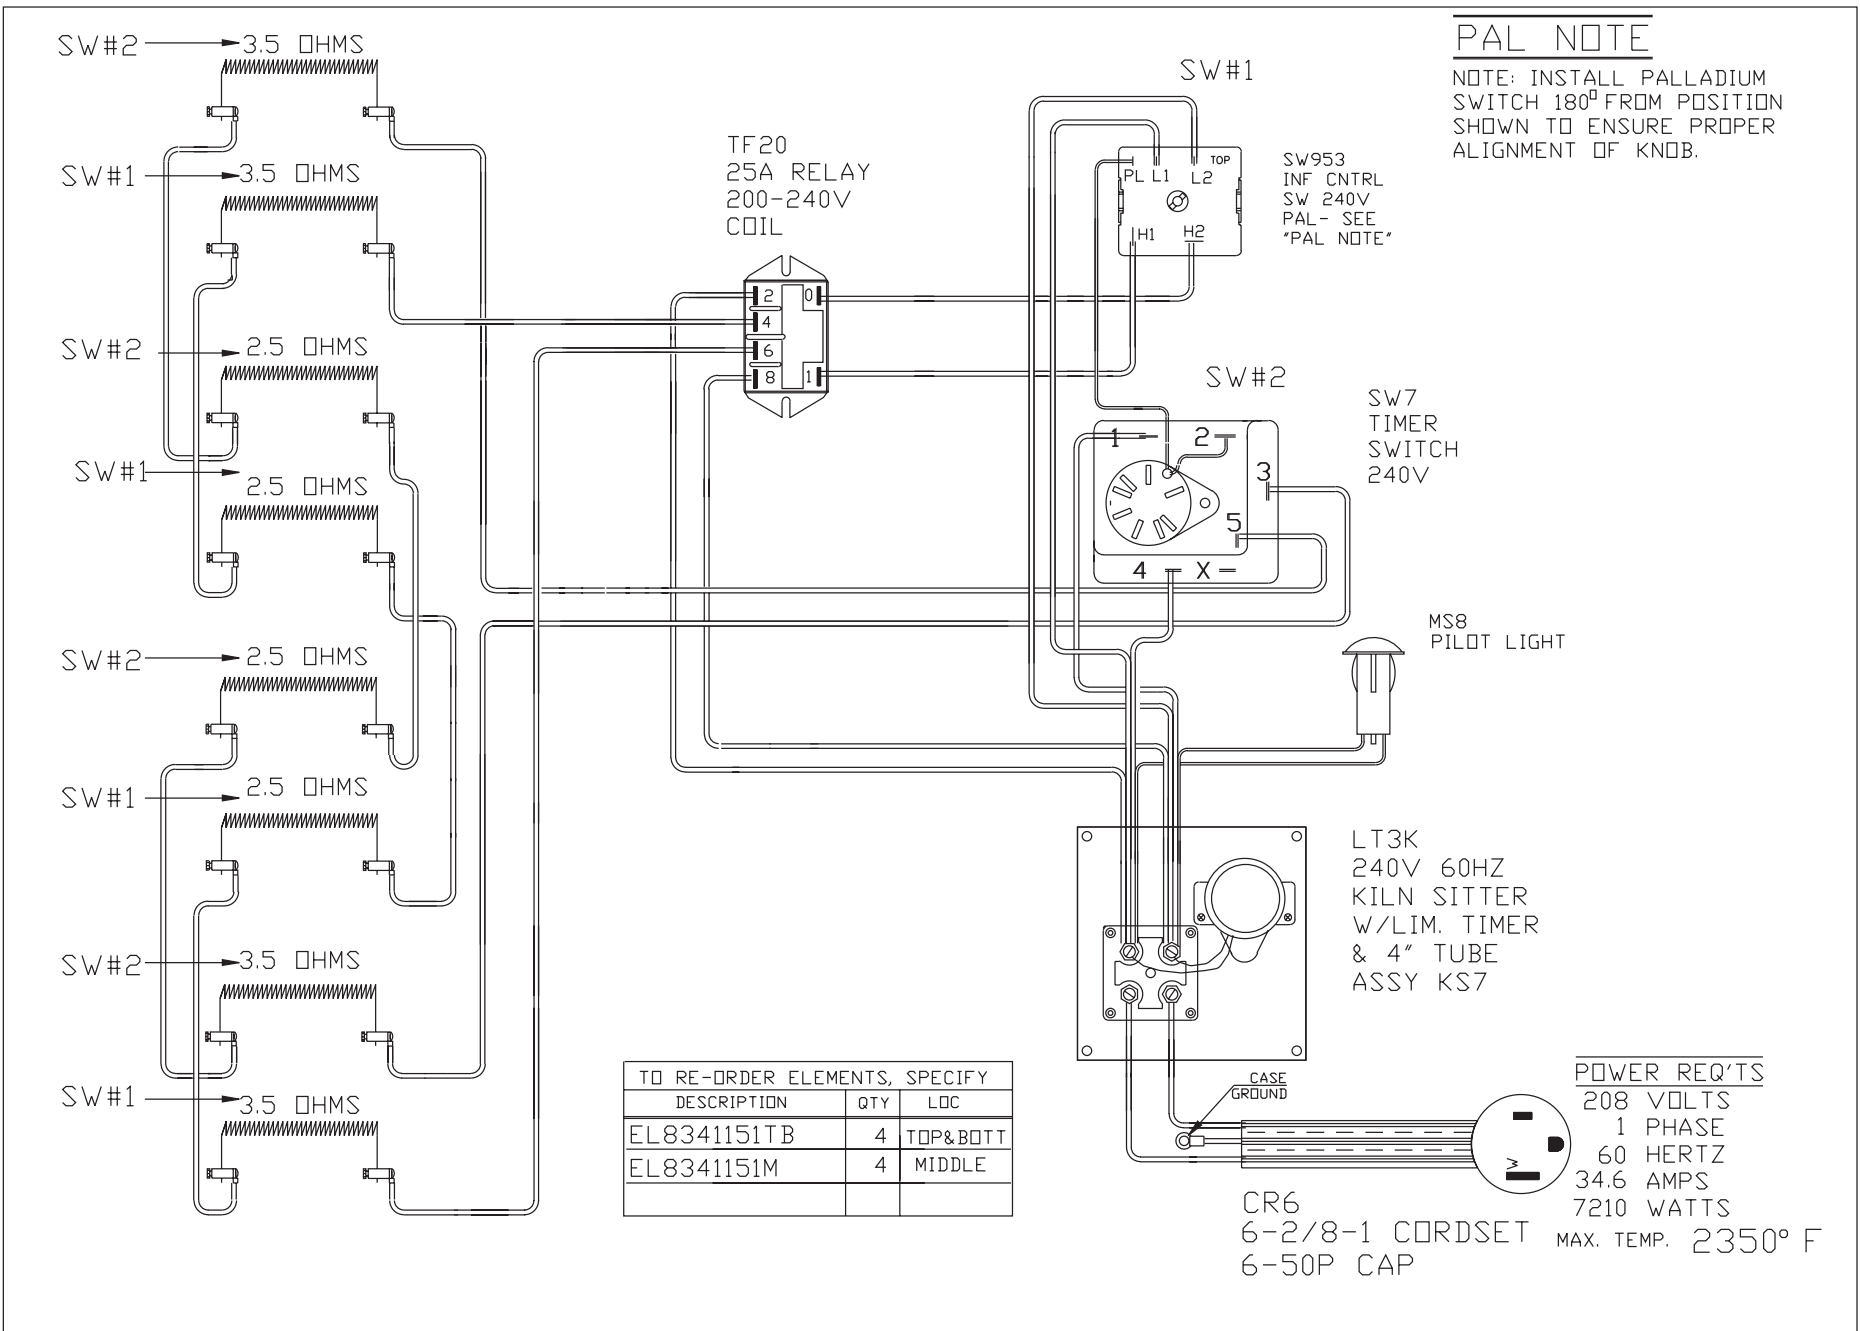 SW#2
3.5 OHMS
SW#1
3.5 OHMS
SW#2
2.5 OHMS
SW#1
2.5 OHMS
SW#2
2.5 OHMS
SW#1
2.5 OHMS
SW#2
3.5 OHMS
SW#1
3.5 OHMS
TF20
25A RELAY
200-240V
COIL
2
0
4
6
8
1
SW#1
PL L1
L2
TOP
H1
H2
SW953
INF CNTRL
SW 240V
PAL- SEE
"PAL NOTE"
PAL NOTE
NOTE: INSTALL PALLADIUM
SWITCH 180° FROM POSITION
SHOWN TO ENSURE PROPER
ALIGNMENT OF KNOB.
SW#2
1
2
3
5
4
X
SW7
TIMER
SWITCH
240V
MS8
PILOT LIGHT
LT3K
240V 60HZ
KILN SITTER
W/LIM. TIMER
& 4" TUBE
ASSY KS7
CASE
GROUND
W
CR6
6-2/8-1 CORDSET
6-50P CAP
POWER REQ'TS
208 VOLTS
1 PHASE
60 HERTZ
34.6 AMPS
7210 WATTS
MAX. TEMP. 2350° F
TO RE-ORDER ELEMENTS, SPECIFY
DESCRIPTION QTY LOC
EL8341151TB 4 TOP&BOTT
EL8341151M 4 MIDDLE